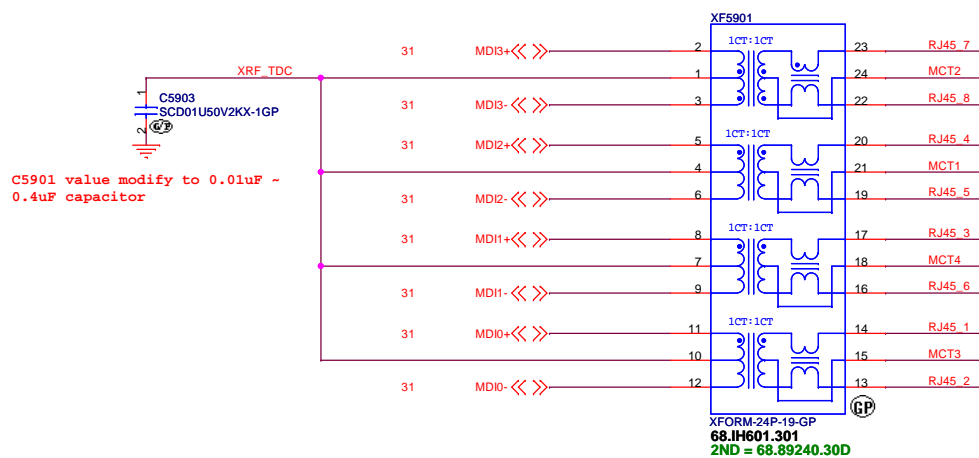 XF5901
1CT:1CT
31 MDI3+ 2 23 RJ45_7
XRF_TDC 1 24 MCT2
31 MDI3- 3 22 RJ45_8
1
C5903
SCD01U50V2KX-1GP
2 G/P
C5901 value modify to 0.01uF ~
0.4uF capacitor
1CT:1CT
31 MDI2+ 5 20 RJ45_4
4 21 MCT1
31 MDI2- 6 19 RJ45_5
1CT:1CT
31 MDI1+ 8 17 RJ45_3
7 18 MCT4
31 MDI1- 9 16 RJ45_6
1CT:1CT
31 MDI0+ 11 14 RJ45_1
10 15 MCT3
31 MDI0- 12 13 RJ45_2
GP
XFORM-24P-19-GP
68.IH601.301
2ND = 68.89240.30D